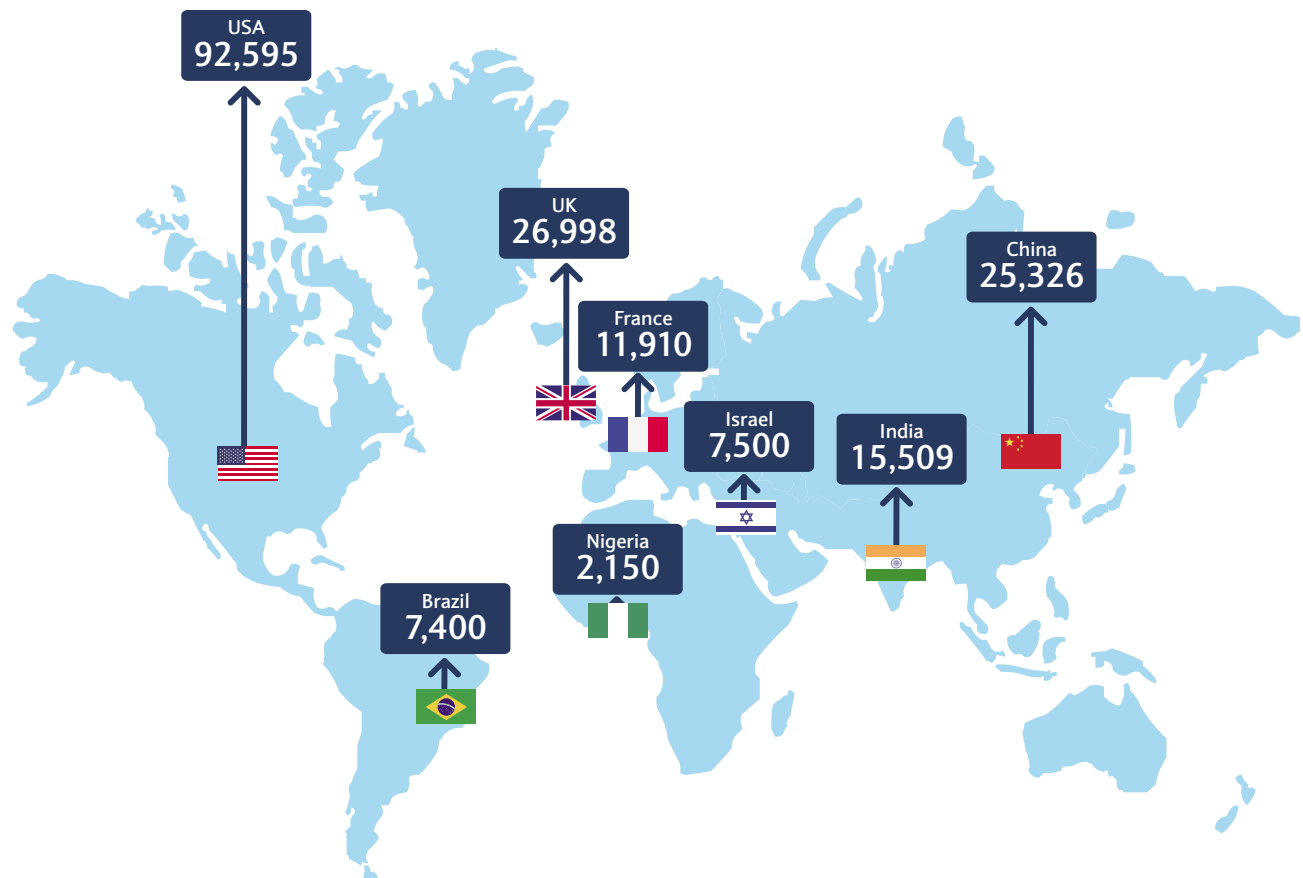 USA
92,595
UK
26,998
China
25,326
France
11,910
Israel
7,500
India
15,509
Nigeria
2,150
Brazil
7,400